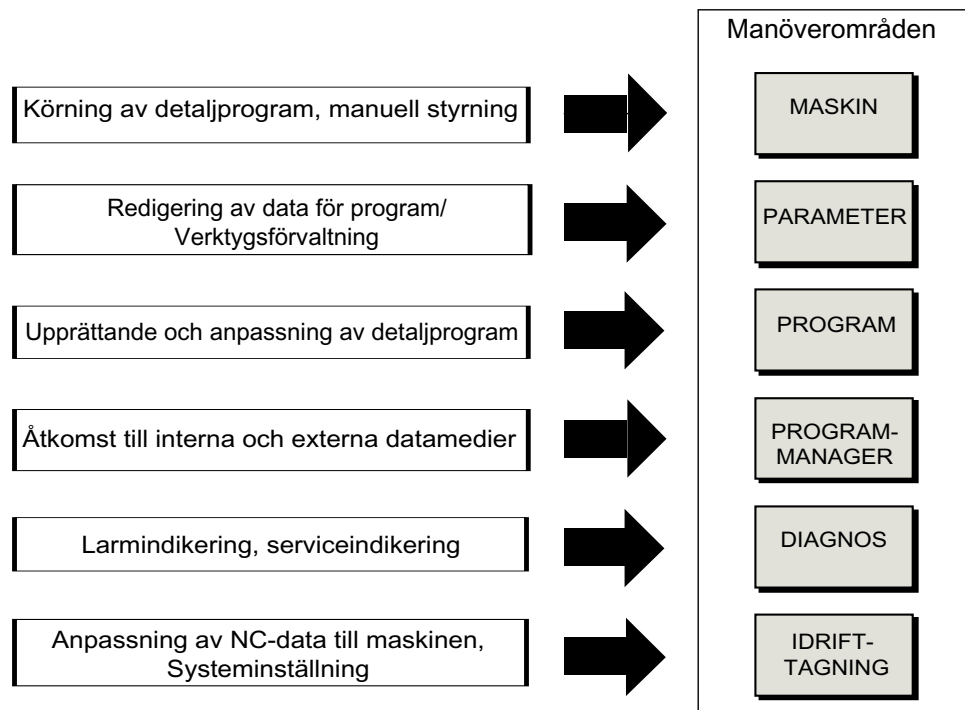 Manöverområden
Körning av detaljprogram, manuell styrning
MASKIN
Redigering av data för program/
Verktygsförvaltning
PARAMETER
Upprättande och anpassning av detaljprogram
PROGRAM
Åtkomst till interna och externa datamedier
PROGRAM-
MANAGER
Larmindikering, serviceindikering
DIAGNOS
Anpassning av NC-data till maskinen,
Systeminställning
IDRIFT-
TAGNING